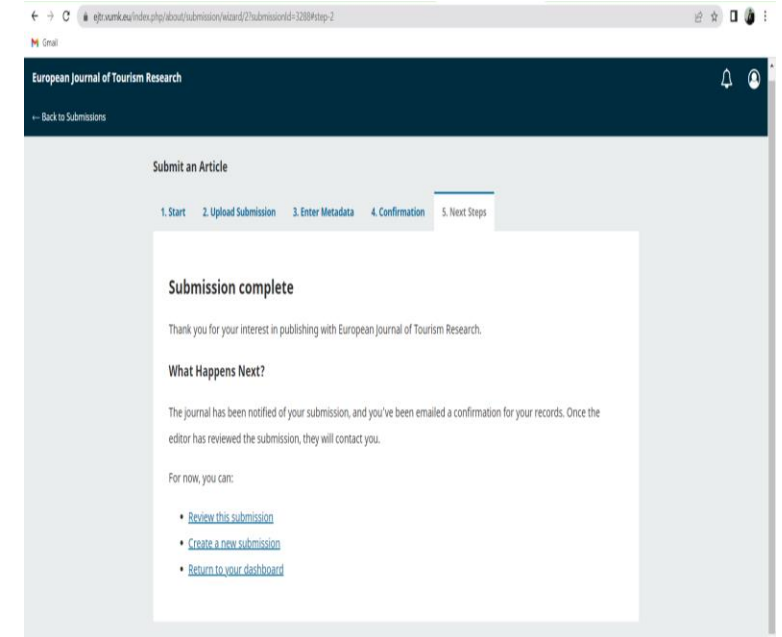 ejtr.vumk.eu/index.php/about/submission/wizard/2?submissionId=3288#step-2
Gmail
European Journal of Tourism Research
← Back to Submissions
Submit an Article
1. Start 2. Upload Submission 3. Enter Metadata 4. Confirmation 5. Next Steps
Submission complete
Thank you for your interest in publishing with European Journal of Tourism Research.
What Happens Next?
The journal has been notified of your submission, and you've been emailed a confirmation for your records. Once the
editor has reviewed the submission, they will contact you.
For now, you can:
• Review this submission
• Create a new submission
• Return to your dashboard